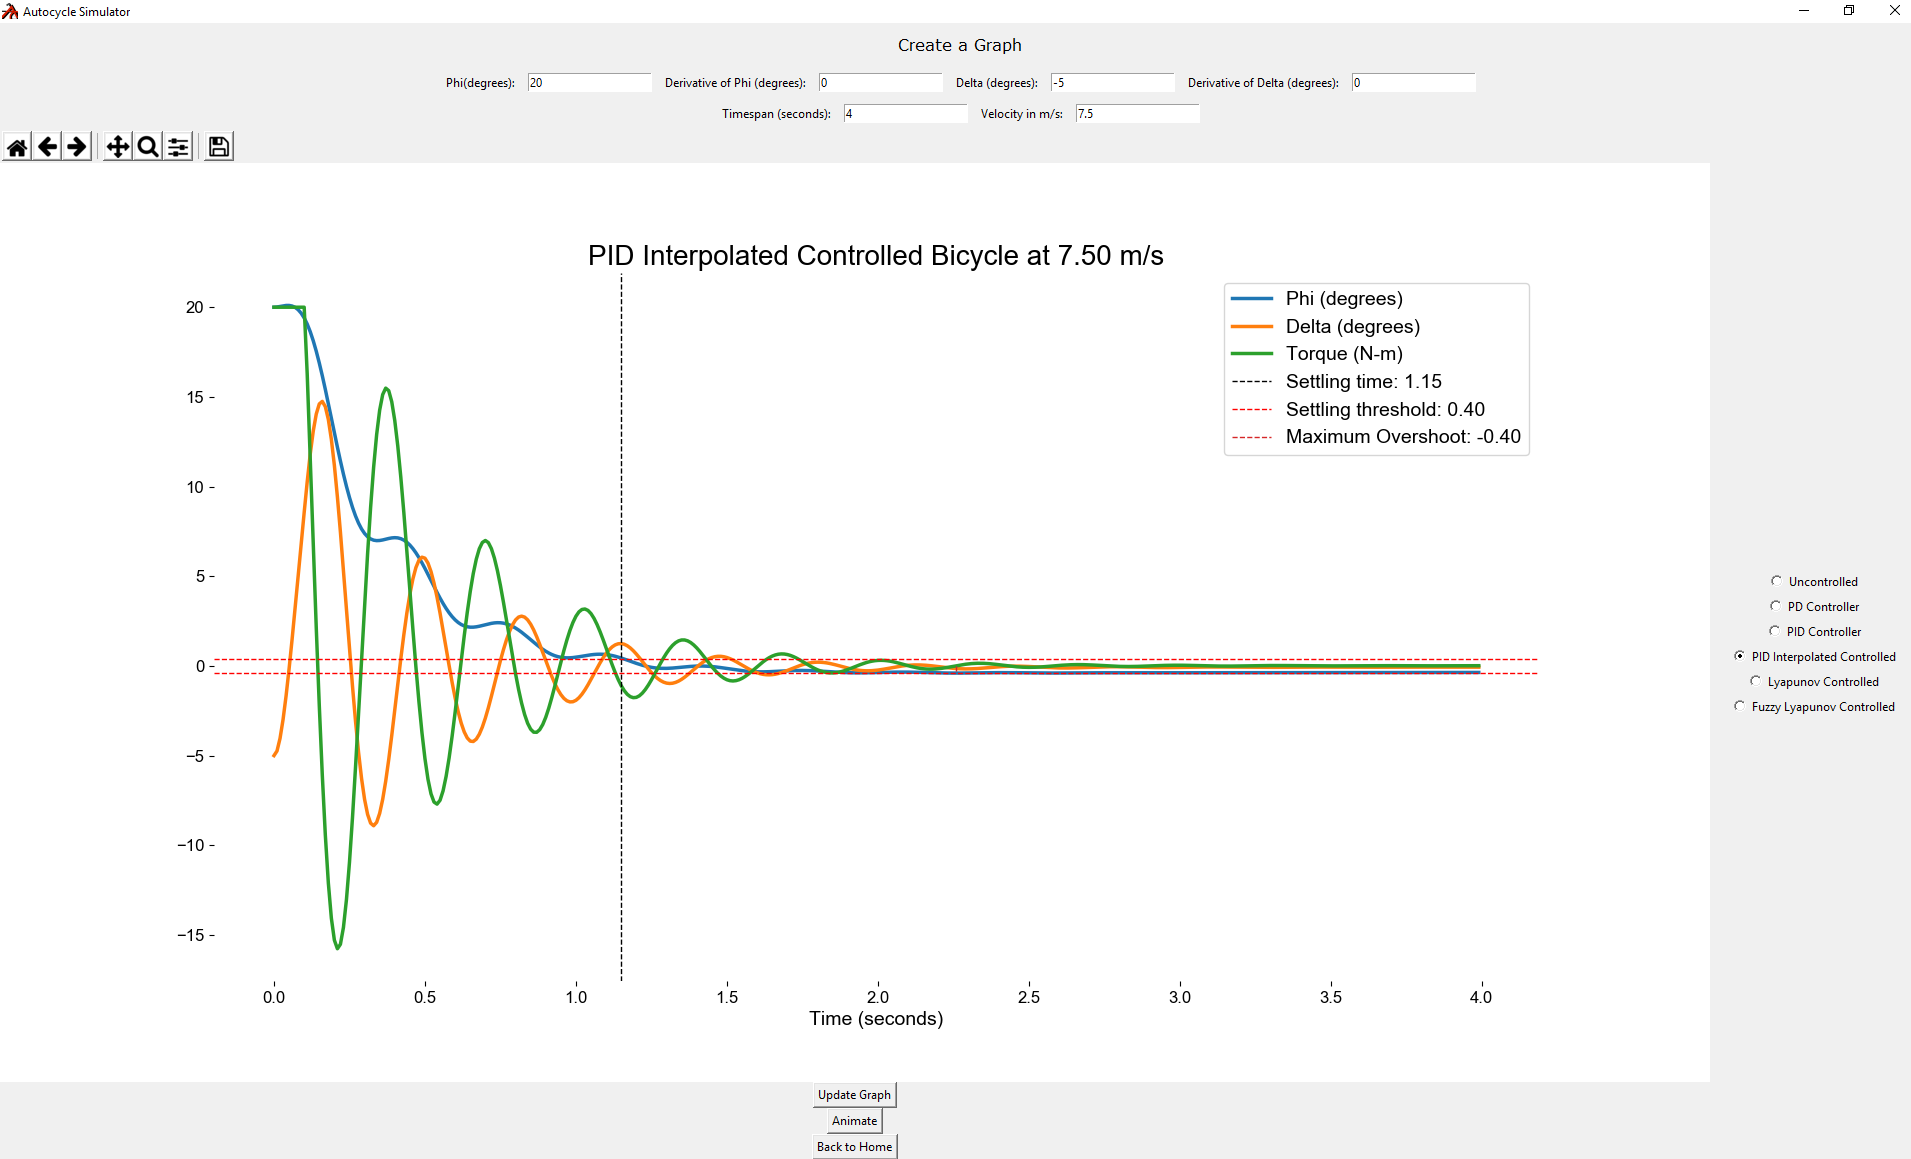 Autocycle Simulator
Create a Graph
Phi(degrees): 20 Derivative of Phi (degrees): 0 Delta (degrees): -5 Derivative of Delta (degrees): 0
Timespan (seconds): 4 Velocity in m/s: 7.5
PID Interpolated Controlled Bicycle at 7.50 m/s
Phi (degrees)
Delta (degrees)
Torque (N-m)
Settling time: 1.15
Settling threshold: 0.40
Maximum Overshoot: -0.40
20
15
10
5
0
−5
−10
−15
0.0 0.5 1.0 1.5 2.0 2.5 3.0 3.5 4.0
Time (seconds)
Uncontrolled
PD Controller
PID Controller
PID Interpolated Controlled
Lyapunov Controlled
Fuzzy Lyapunov Controlled
Update Graph
Animate
Back to Home